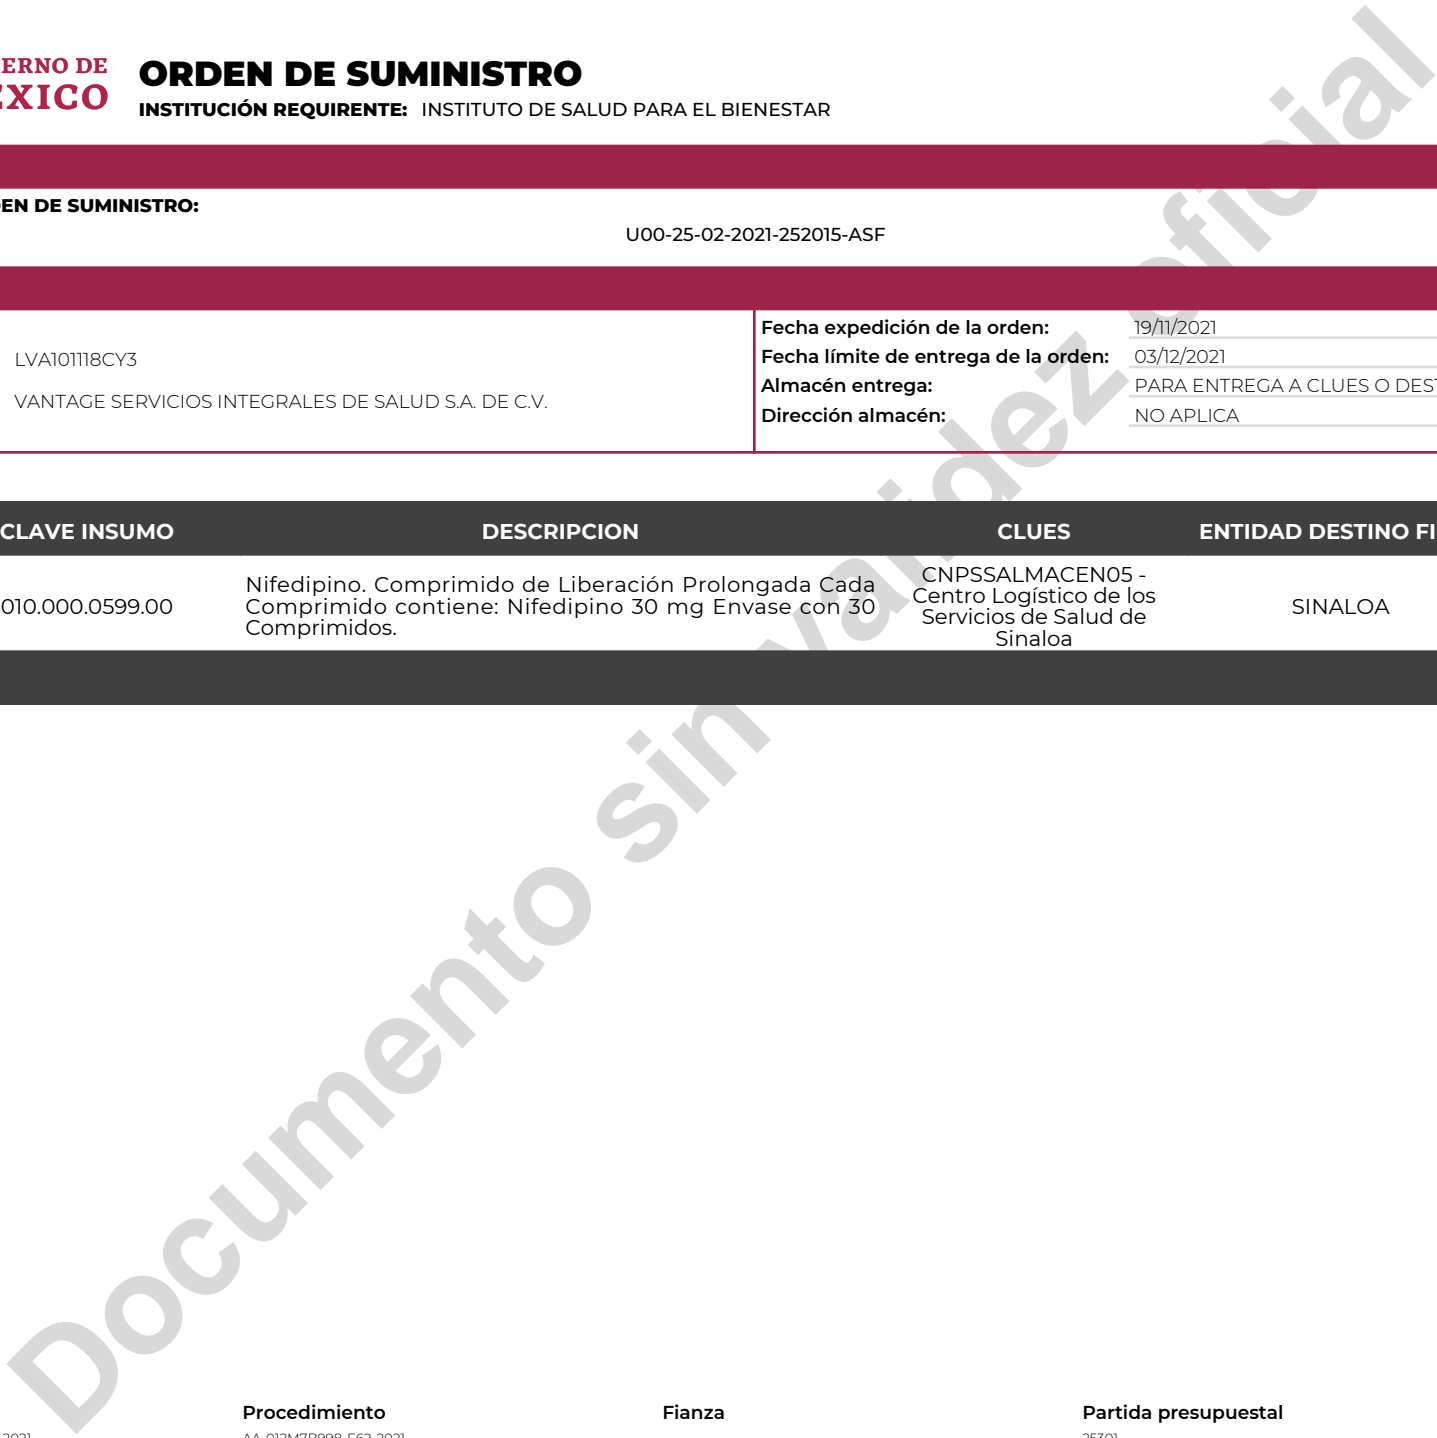 ERNO DE
ORDEN DE SUMINISTRO
INSTITUCIÓN REQUIRENTE: INSTITUTO DE SALUD PARA EL BIENESTAR
DE SUMINISTRO:
U00-25-02-2021-252015-ASF
LVA101118CY3
VANTAGE SERVICIOS INTEGRALES DE SALUD S.A. DE C.V.
Fecha expedición de la orden: 19/11/2021
Fecha límite de entrega de la orden: 03/12/2021
Almacén entrega: PARA ENTREGA A CLUES O DEST
Dirección almacén: NO APLICA
CLAVE INSUMO DESCRIPCION CLUES ENTIDAD DESTINO FI
010.000.0599.00
Nifedipino. Comprimido de Liberación Prolongada Cada
Comprimido contiene: Nifedipino 30 mg Envase con 30
Comprimidos.
CNPSSALMACEN05 -
Centro Logístico de los
Servicios de Salud de
Sinaloa
SINALOA
Documento sin validez oficial
Procedimiento Fianza Partida presupuestal